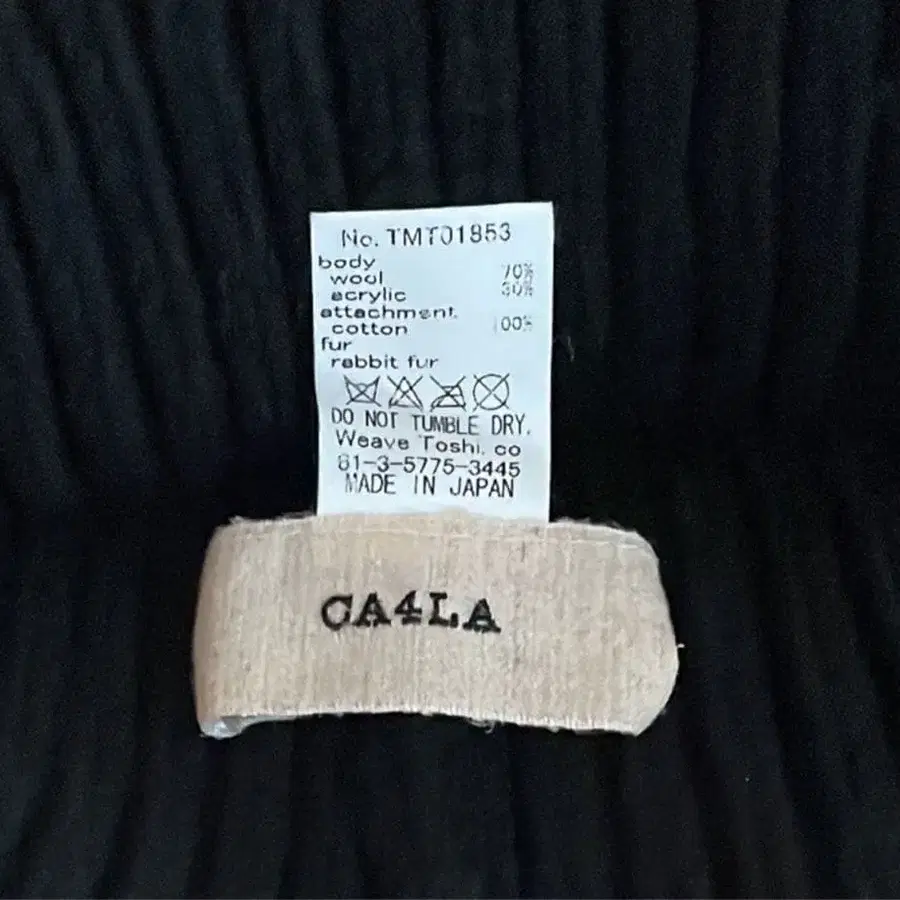 No. TMT01853
body
wool 70%
acrylic 30%
attachment.
cotton 100%
fur
rabbit fur
DO NOT TUMBLE DRY.
Weave Toshi. co
81-3-5775-3445
MADE IN JAPAN
CA4LA